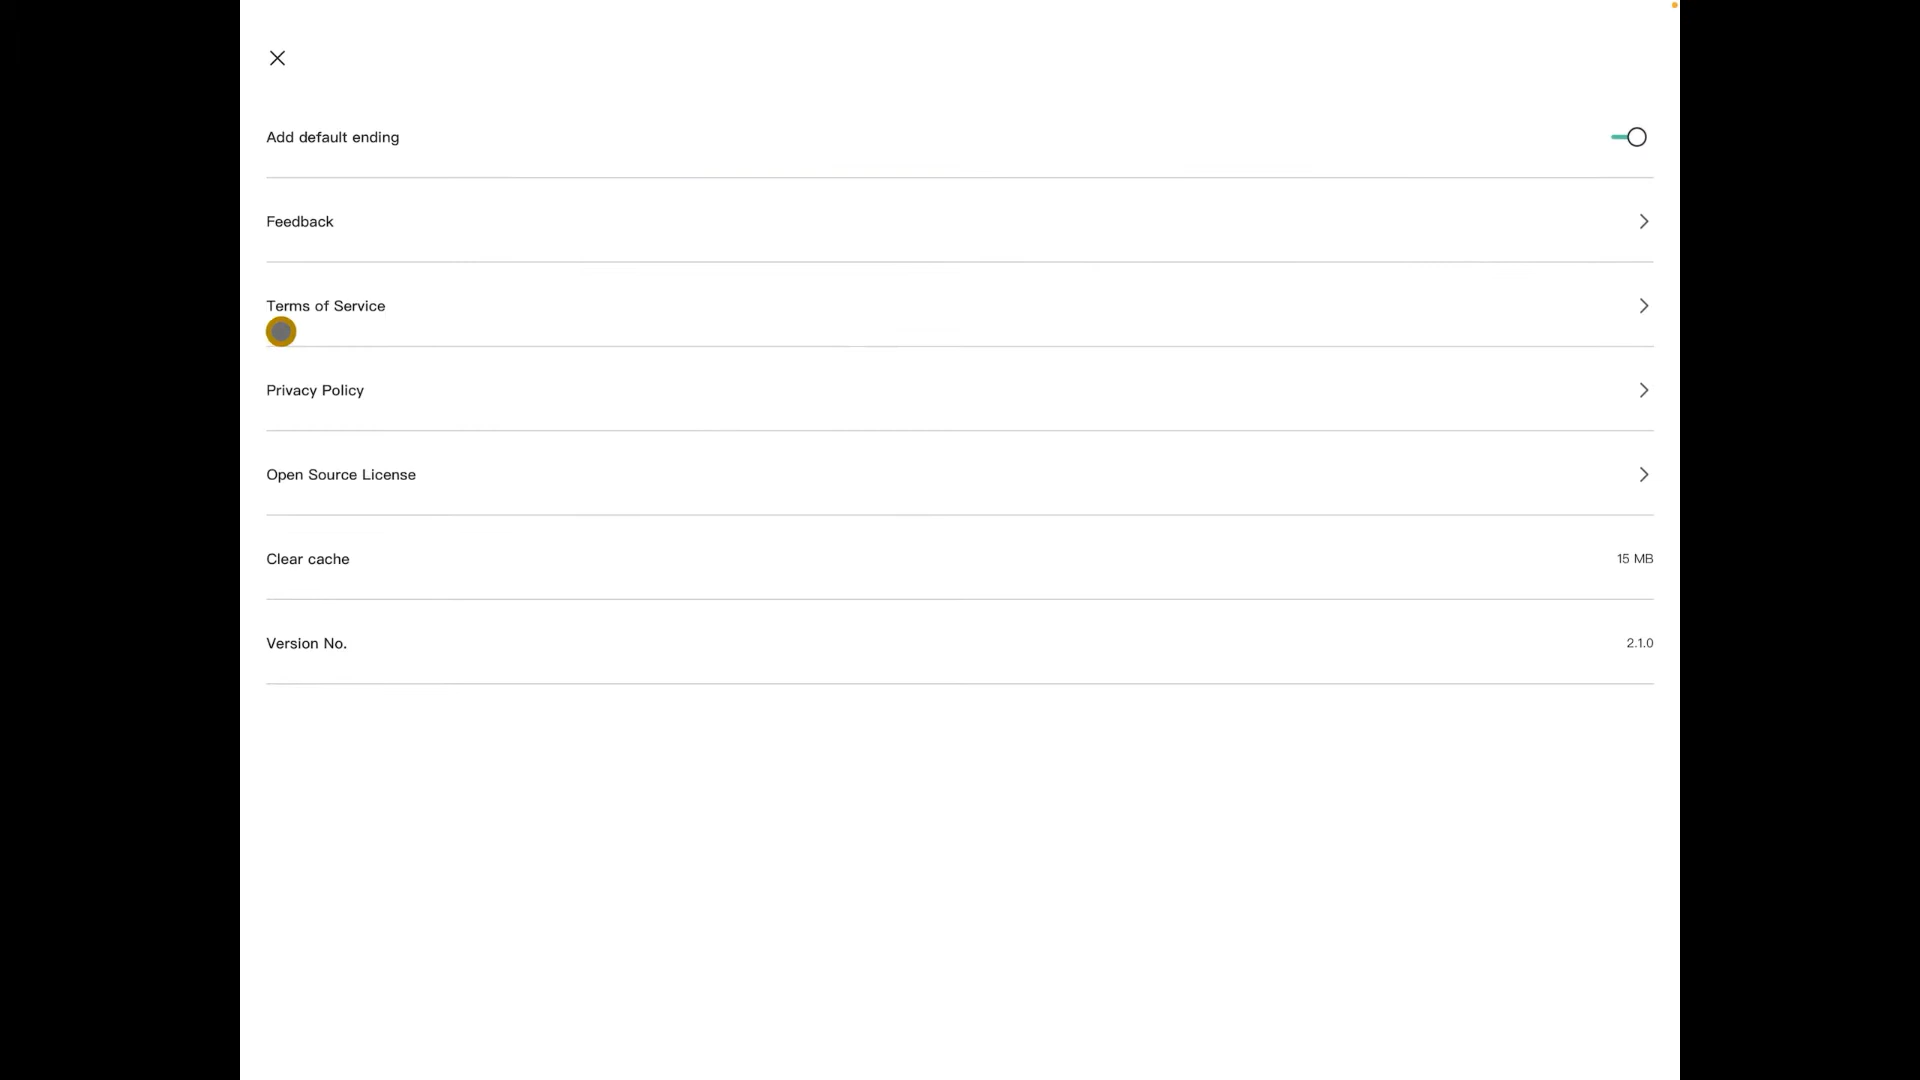 Add default ending
Feedback
Terms of Service
Privacy Policy
Open Source License
Clear cache 15 MB
Version No. 2.1.0